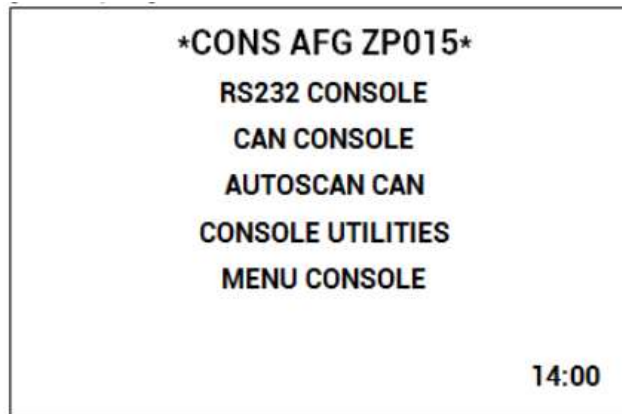 *CONS AFG ZP015*
RS232 CONSOLE
CAN CONSOLE
AUTOSCAN CAN
CONSOLE UTILITIES
MENU CONSOLE
14:00